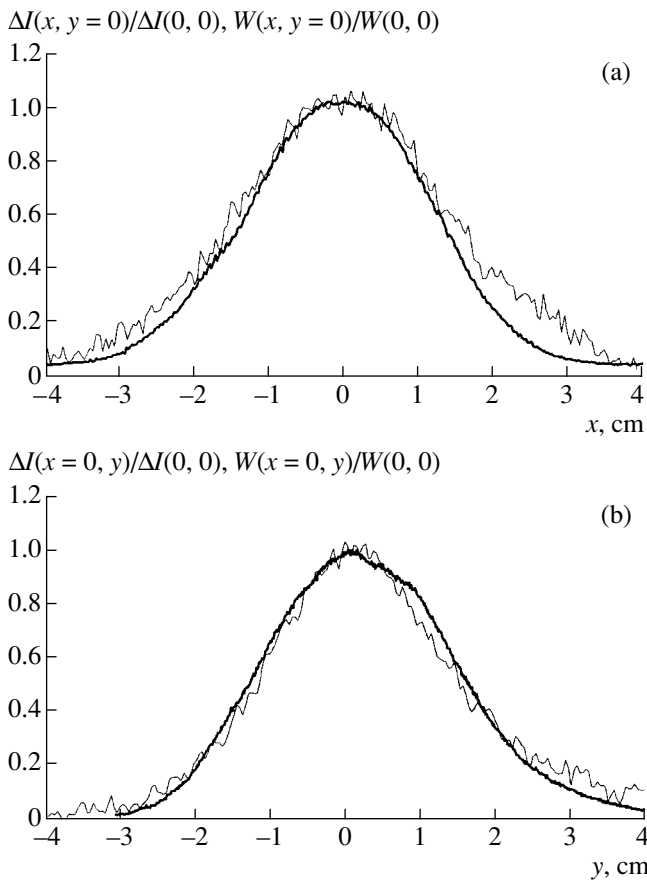 ΔI(x, y = 0)/ΔI(0, 0), W(x, y = 0)/W(0, 0)
1.2
(a)
1.0
0.8
0.6
0.4
0.2
0
–4 –3 –2 –1 0 1 2 3 4
x, cm
ΔI(x = 0, y)/ΔI(0, 0), W(x = 0, y)/W(0, 0)
1.2
(b)
1.0
0.8
0.6
0.4
0.2
0
–4 –3 –2 –1 0 1 2 3 4
y, cm